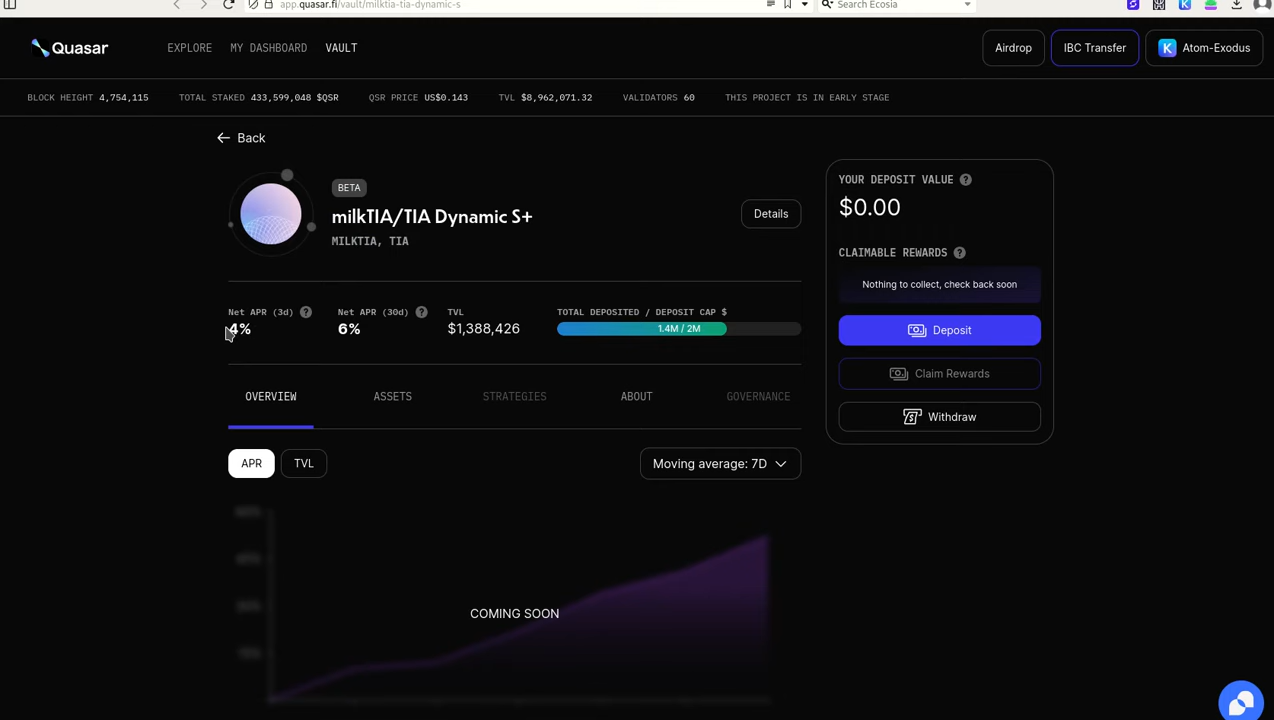 app.quasar.fi/vault/milktia-tia-dynamic-s
Search Ecosia
Quasar
EXPLORE MY DASHBOARD VAULT
Airdrop IBC Transfer Atom-Exodus
BLOCK HEIGHT 4,754,115 TOTAL STAKED 433,599,048 $QSR QSR PRICE US$0.143 TVL $8,962,071.32 VALIDATORS 60 THIS PROJECT IS IN EARLY STAGE
Back
BETA
milkTIA/TIA Dynamic S+
MILKTIA, TIA
Details
Net APR (3d) ? Net APR (30d) ? TVL TOTAL DEPOSITED / DEPOSIT CAP $
4% 6% $1,388,426 1.4M / 2M
OVERVIEW ASSETS STRATEGIES ABOUT GOVERNANCE
APR TVL Moving average: 7D
COMING SOON
YOUR DEPOSIT VALUE ?
$0.00
CLAIMABLE REWARDS ?
Nothing to collect, check back soon
Deposit
Claim Rewards
Withdraw